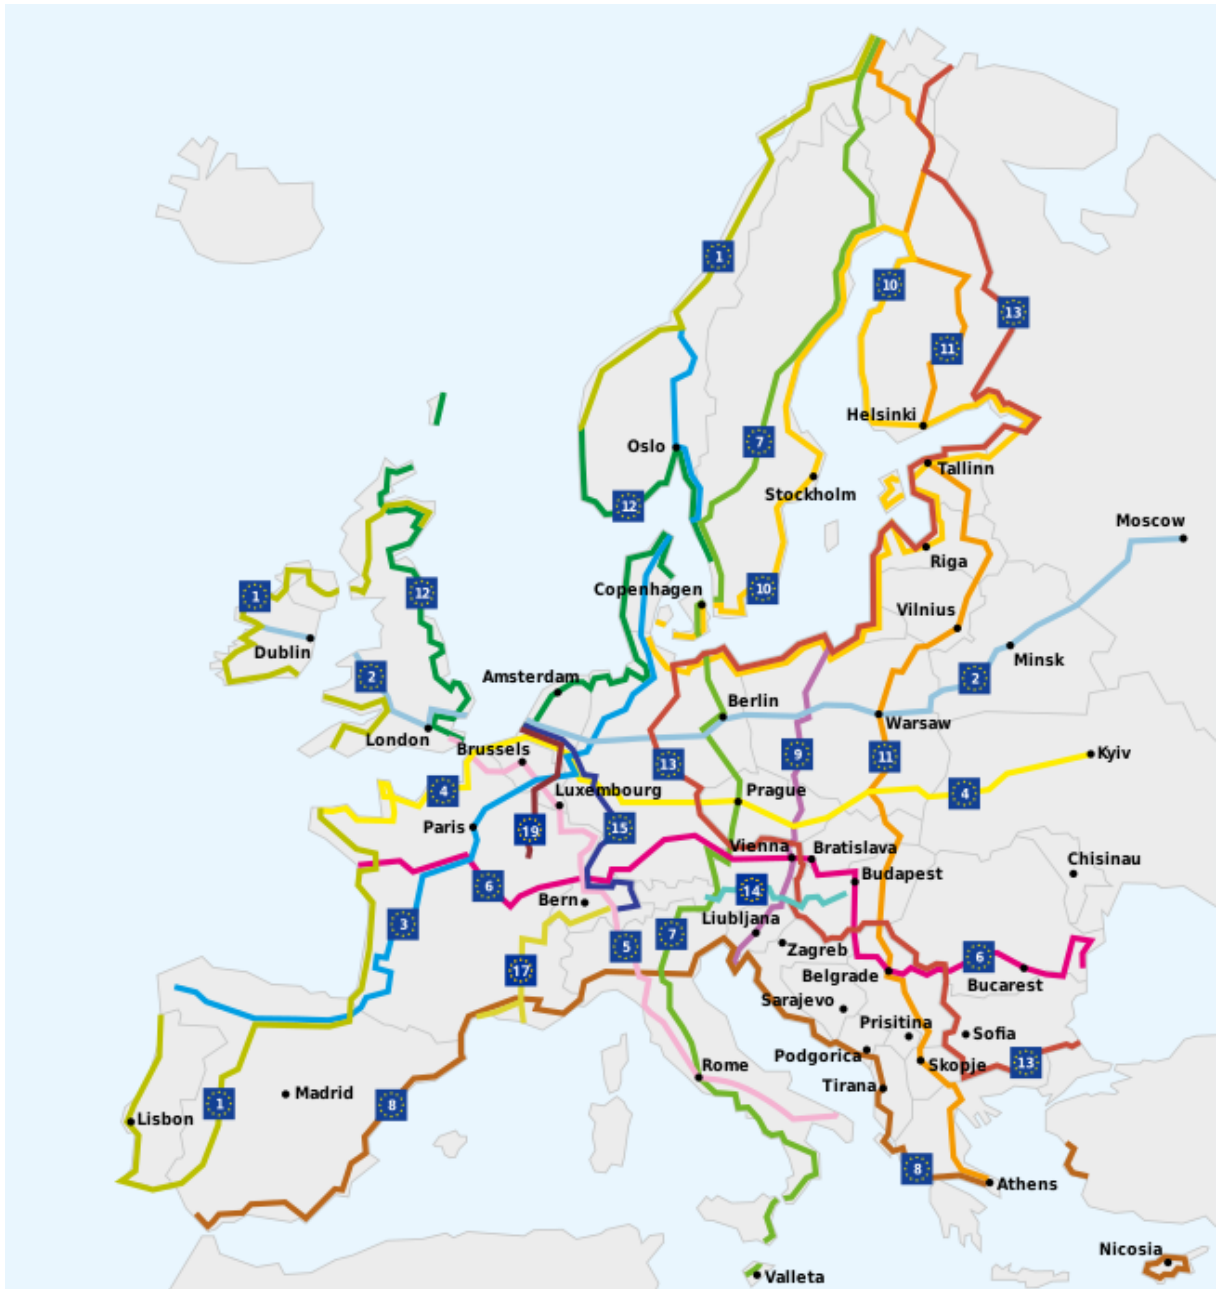 1
10
13
11
Helsinki
7
Oslo
Tallinn
Stockholm
12
Moscow
Riga
1
12
Copenhagen
10
Vilnius
Dublin
Minsk
2
Amsterdam
2
Berlin
Warsaw
London
Brussels
9
11
Kyiv
13
4
Luxembourg
Prague
4
Paris
19
15
Vienna
Bratislava
Chisinau
6
14
Budapest
Bern
3
Liubljana
7
5
Zagreb
6
17
Belgrade
Bucarest
Sarajevo
Prisitina
Sofia
Podgorica
Rome
Skopje
13
Madrid
Tirana
1
8
Lisbon
8
Athens
Nicosia
Valleta